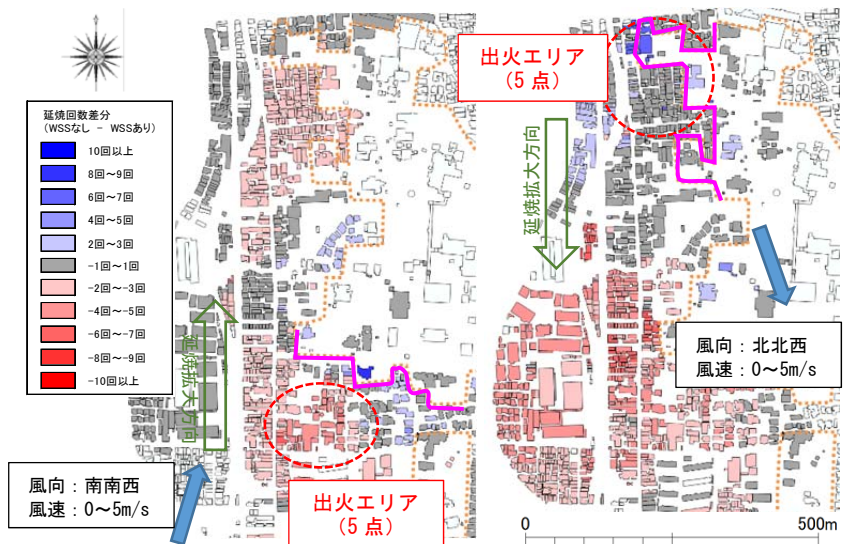 延焼回数差分
(WSSなし － WSSあり)
10回以上
8回～9回
6回～7回
4回～5回
2回～3回
-1回～1回
-2回～-3回
-4回～-5回
-6回～-7回
-8回～-9回
-10回以上
延焼拡大方向
風向：南南西
風速：0～5m/s
出火エリア
(5点)
出火エリア
(5点)
延焼拡大方向
風向：北北西
風速：0～5m/s
0 500m